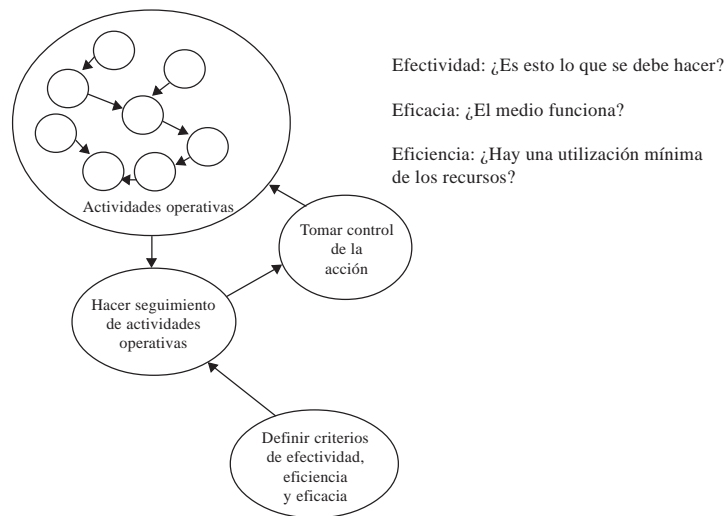 Efectividad: ¿Es esto lo que se debe hacer?
Eficacia: ¿El medio funciona?
Eficiencia: ¿Hay una utilización mínima
de los recursos?
Actividades operativas
Tomar control
de la
acción
Hacer seguimiento
de actividades
operativas
Definir criterios
de efectividad,
eficiencia
y eficacia